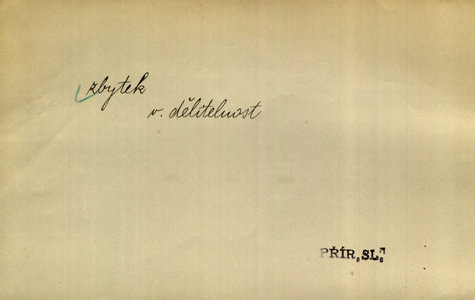 zbytek
v. dělitelnost
PŘÍR. SL.